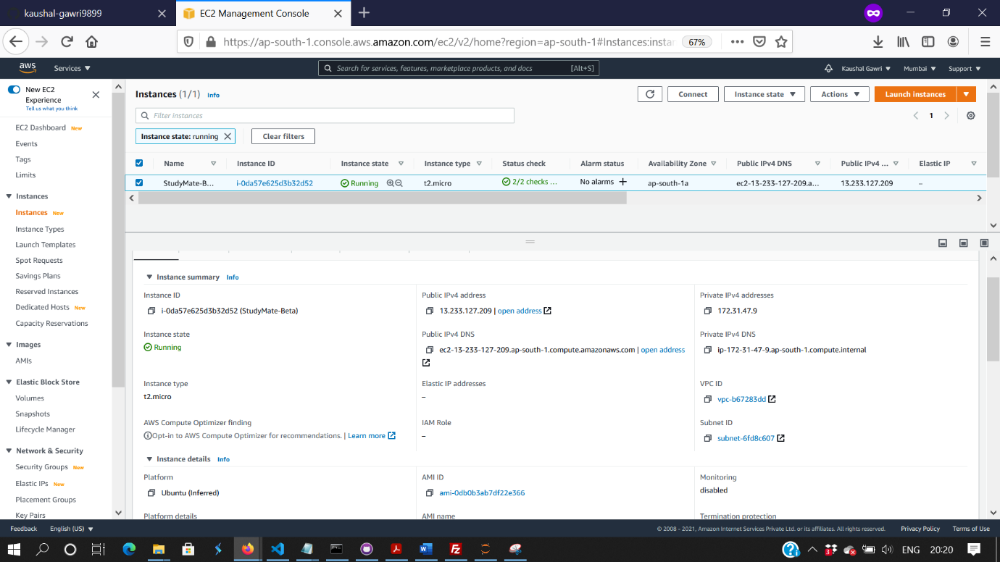 kaushal-gawri9899
EC2 Management Console
https://ap-south-1.console.aws.amazon.com/ec2/v2/home?region=ap-south-1#Instances:instar
67%
aws
Services
Search for services, features, marketplace products, and docs
[Alt+S]
Kaushal Gawri
Mumbai
Support
New EC2
Experience
Tell us what you think
EC2 Dashboard New
Events
Tags
Limits
Instances
Instances New
Instance Types
Launch Templates
Spot Requests
Savings Plans
Reserved Instances
Dedicated Hosts New
Capacity Reservations
Images
AMIs
Elastic Block Store
Volumes
Snapshots
Lifecycle Manager
Network & Security
Security Groups New
Elastic IPs New
Placement Groups
Key Pairs
Instances (1/1) Info
Connect
Instance state
Actions
Launch instances
Filter instances
1
Instance state: running
Clear filters
Name Instance ID Instance state Instance type Status check Alarm status Availability Zone Public IPv4 DNS Public IPv4 ... Elastic IP
StudyMate-B... i-0da57e625d3b32d52 Running t2.micro 2/2 checks ... No alarms ap-south-1a ec2-13-233-127-209.a... 13.233.127.209 –
Instance summary Info
Instance ID
i-0da57e625d3b32d52 (StudyMate-Beta)
Public IPv4 address
13.233.127.209 | open address
Private IPv4 addresses
172.31.47.9
Instance state
Running
Public IPv4 DNS
ec2-13-233-127-209.ap-south-1.compute.amazonaws.com | open address
Private IPv4 DNS
ip-172-31-47-9.ap-south-1.compute.internal
Instance type
t2.micro
Elastic IP addresses
–
VPC ID
vpc-b67283dd
AWS Compute Optimizer finding
Opt-in to AWS Compute Optimizer for recommendations. | Learn more
IAM Role
–
Subnet ID
subnet-6fd8c607
Instance details Info
Platform
Ubuntu (Inferred)
AMI ID
ami-0db0b3ab7df22e366
Monitoring
disabled
Platform details
AMI name
Termination protection
Feedback
English (US)
© 2008 - 2021, Amazon Internet Services Private Ltd. or its affiliates. All rights reserved.
Privacy Policy
Terms of Use
3
ENG
20:20